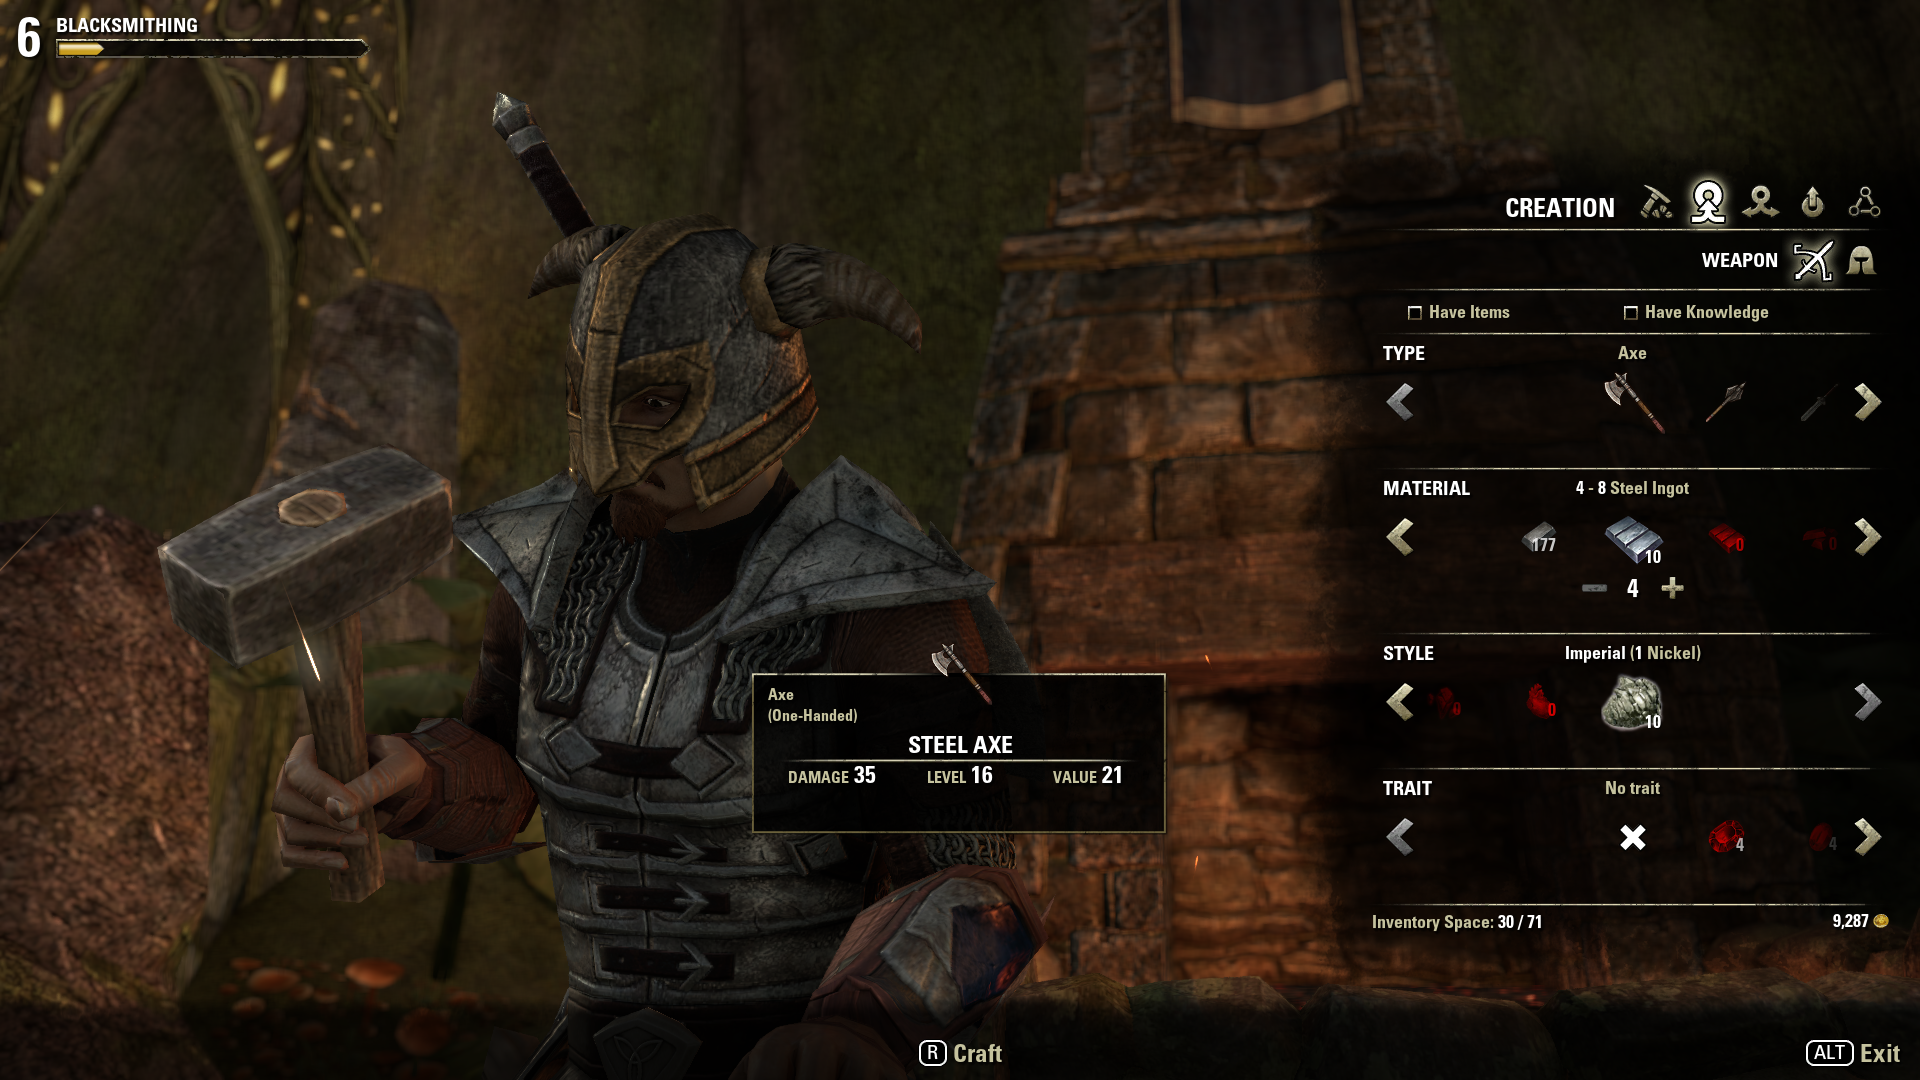 6 BLACKSMITHING
CREATION
WEAPON
Have Items Have Knowledge
TYPE Axe
MATERIAL 4 - 8 Steel Ingot
177 10 0 0
4
STYLE Imperial (1 Nickel)
0 0 10
TRAIT No trait
4 4
Inventory Space: 30 / 71 9,287
Axe
(One-Handed)
STEEL AXE
DAMAGE 35 LEVEL 16 VALUE 21
R Craft
ALT Exit